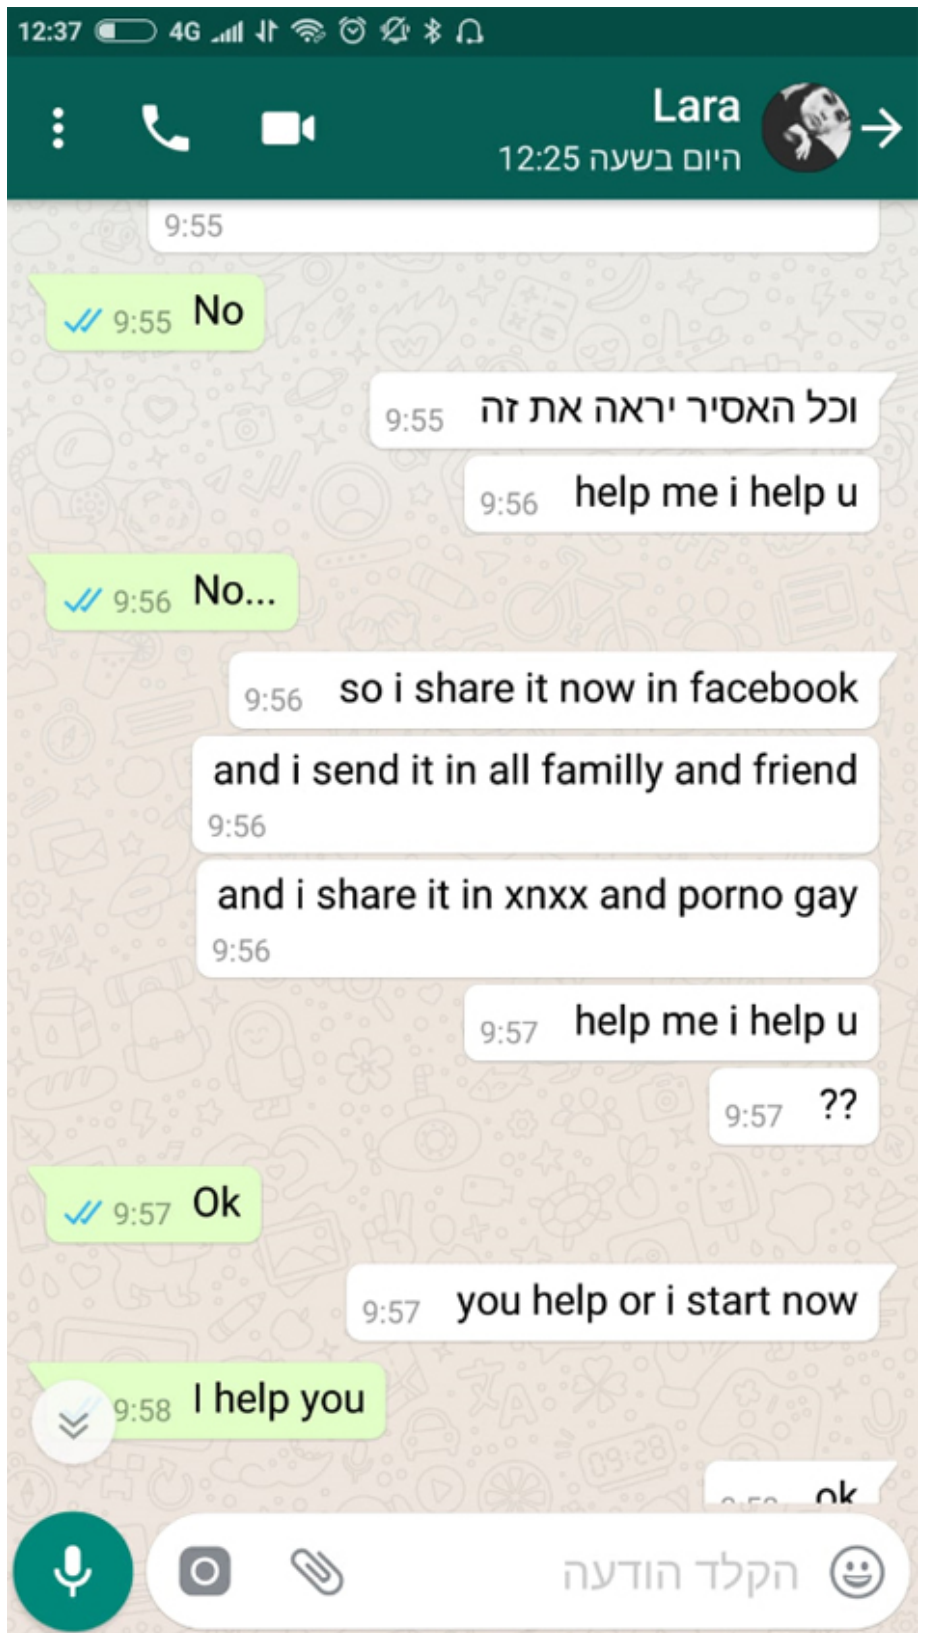 12:37 4G
Lara
היום בשעה 12:25
9:55
No 9:55
וכל האסיר יראה את זה 9:55
help me i help u 9:56
No... 9:56
so i share it now in facebook 9:56
and i send it in all familly and friend
9:56
and i share it in xnxx and porno gay
9:56
help me i help u 9:57
?? 9:57
Ok 9:57
you help or i start now 9:57
I help you 9:58
ok
הקלד הודעה